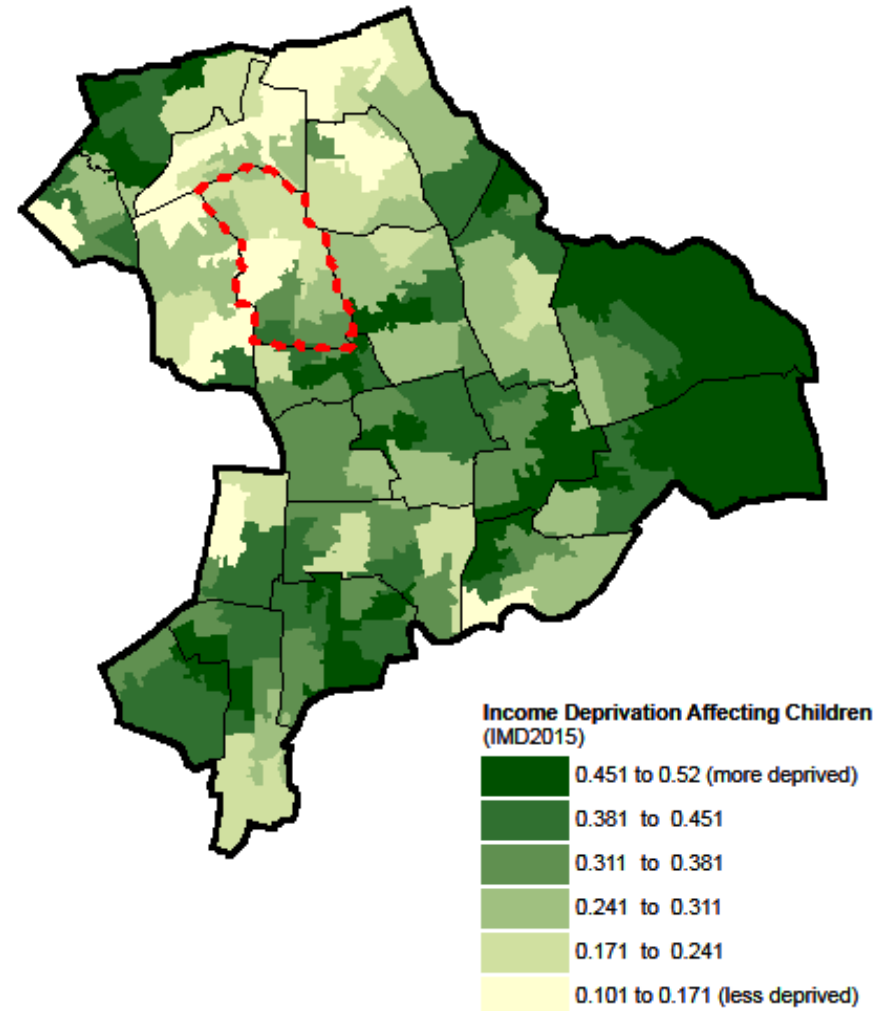 Income Deprivation Affecting Children
(IMD2015)
0.451 to 0.52 (more deprived)
0.381 to 0.451
0.311 to 0.381
0.241 to 0.311
0.171 to 0.241
0.101 to 0.171 (less deprived)